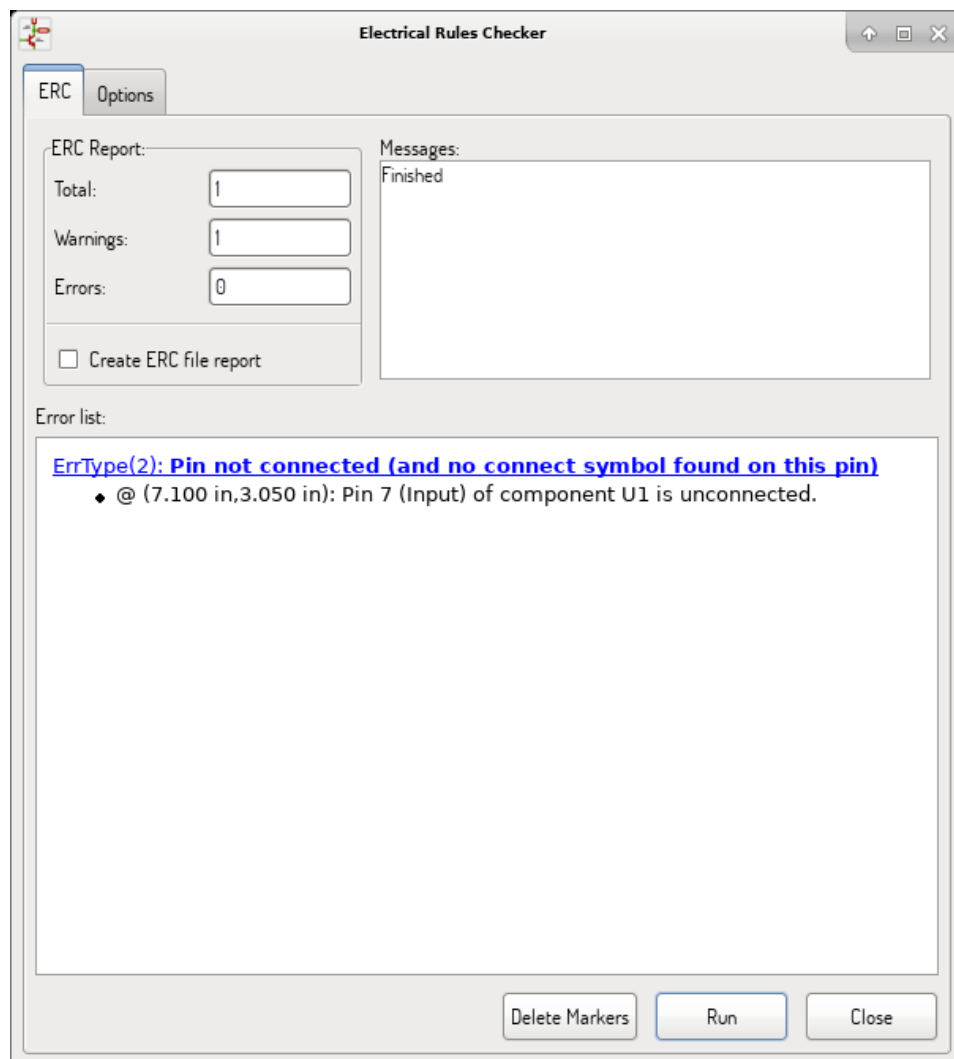 Electrical Rules Checker
ERC
Options
ERC Report:
Messages:
Total:
1
Finished
Warnings:
1
Errors:
0
Create ERC file report
Error list:
ErrType(2): Pin not connected (and no connect symbol found on this pin)
@ (7.100 in,3.050 in): Pin 7 (Input) of component U1 is unconnected.
Delete Markers
Run
Close